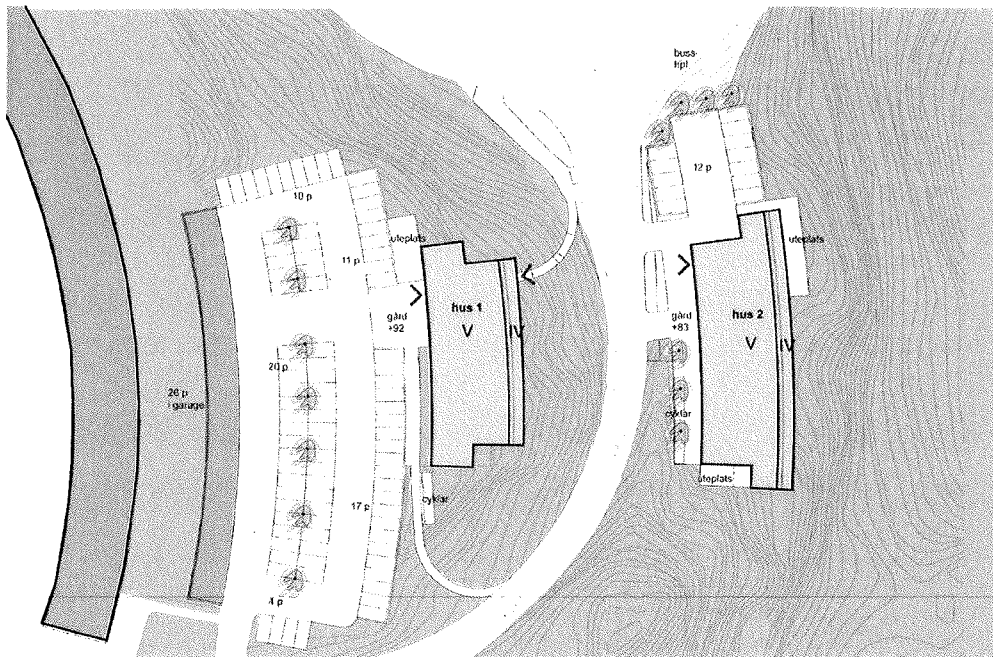 buss-
hpl
12 p
10 p
uteplats
uteplats
11 p
hus 1
gård
+92
V
IV
hus 2
gård
+83
V
IV
20 p
26 p
i garage
cyklar
uteplats
cyklar
17 p
4 p